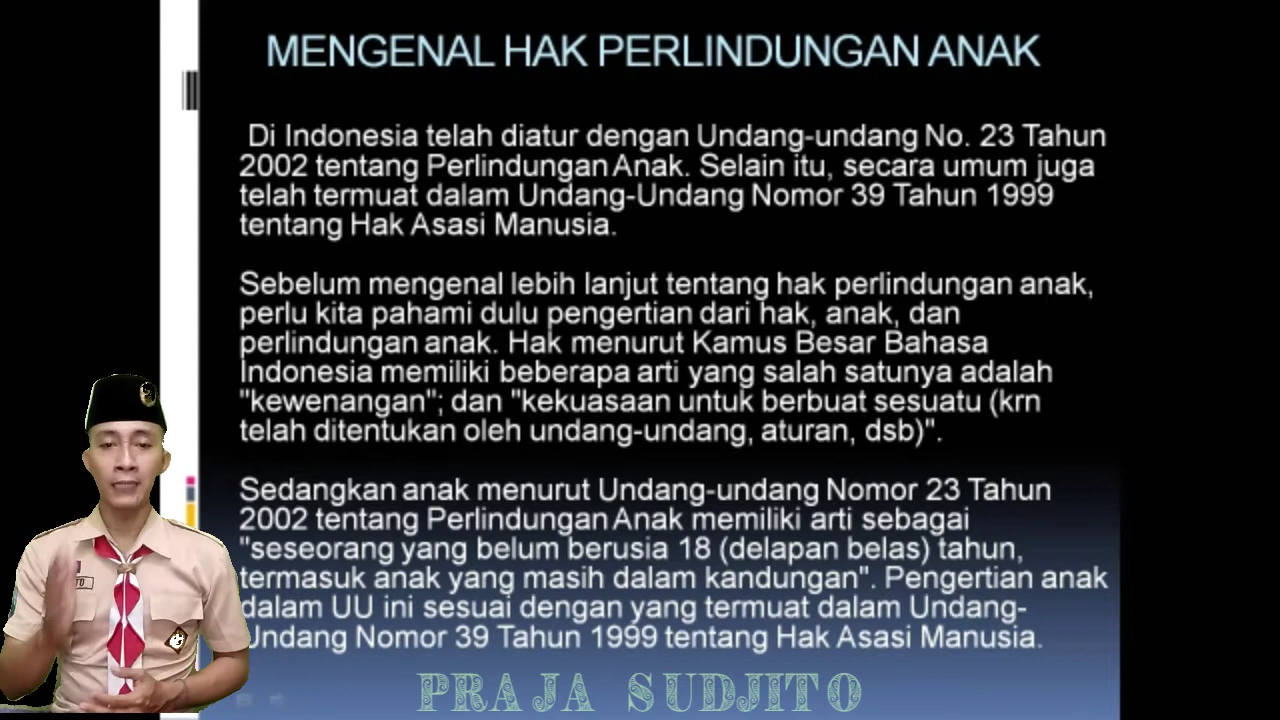 MENGENAL HAK PERLINDUNGAN ANAK
Di Indonesia telah diatur dengan Undang-undang No. 23 Tahun
2002 tentang Perlindungan Anak. Selain itu, secara umum juga
telah termuat dalam Undang-Undang Nomor 39 Tahun 1999
tentang Hak Asasi Manusia.
Sebelum mengenal lebih lanjut tentang hak perlindungan anak,
perlu kita pahami dulu pengertian dari hak, anak, dan
perlindungan anak. Hak menurut Kamus Besar Bahasa
Indonesia memiliki beberapa arti yang salah satunya adalah
"kewenangan"; dan "kekuasaan untuk berbuat sesuatu (krn
telah ditentukan oleh undang-undang, aturan, dsb)".
Sedangkan anak menurut Undang-undang Nomor 23 Tahun
2002 tentang Perlindungan Anak memiliki arti sebagai
"seseorang yang belum berusia 18 (delapan belas) tahun,
termasuk anak yang masih dalam kandungan". Pengertian anak
dalam UU ini sesuai dengan yang termuat dalam Undang-
Undang Nomor 39 Tahun 1999 tentang Hak Asasi Manusia.
PRAJA SUDJITO